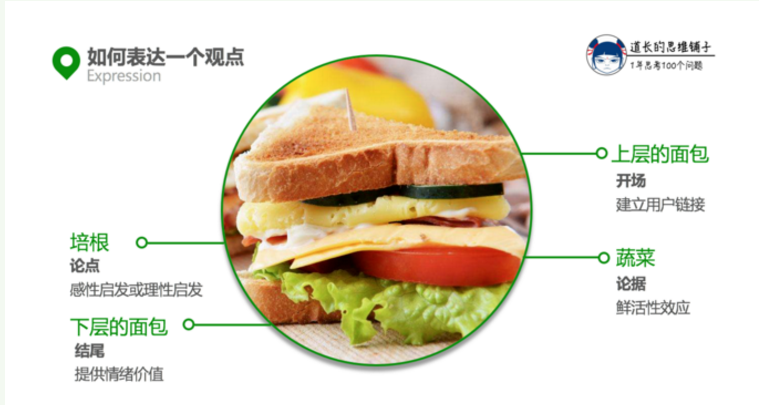 如何表达一个观点
Expression
道长的思维铺子
1年思考100个问题
上层的面包
开场
建立用户链接
培根
论点
感性启发或理性启发
蔬菜
论据
鲜活性效应
下层的面包
结尾
提供情绪价值